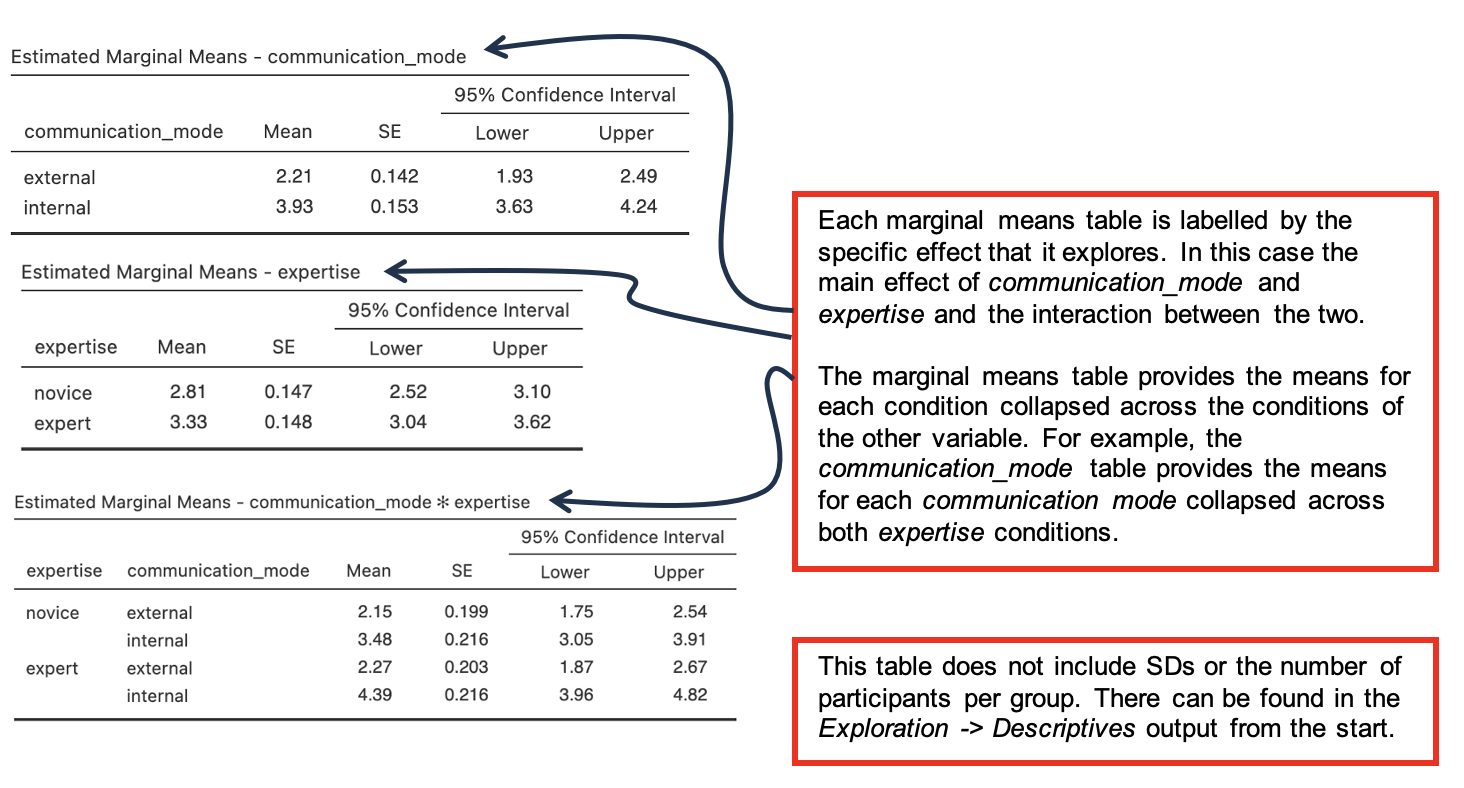 Estimated Marginal Means - communication_mode
95% Confidence Interval
communication_mode Mean SE Lower Upper
external 2.21 0.142 1.93 2.49
internal 3.93 0.153 3.63 4.24
Estimated Marginal Means - expertise
95% Confidence Interval
expertise Mean SE Lower Upper
novice 2.81 0.147 2.52 3.10
expert 3.33 0.148 3.04 3.62
Estimated Marginal Means - communication_mode ✻ expertise
95% Confidence Interval
expertise communication_mode Mean SE Lower Upper
novice external 2.15 0.199 1.75 2.54
internal 3.48 0.216 3.05 3.91
expert external 2.27 0.203 1.87 2.67
internal 4.39 0.216 3.96 4.82
Each marginal means table is labelled by the
specific effect that it explores. In this case the
main effect of communication_mode and
expertise and the interaction between the two.
The marginal means table provides the means for
each condition collapsed across the conditions of
the other variable. For example, the
communication_mode table provides the means
for each communication mode collapsed across
both expertise conditions.
This table does not include SDs or the number of
participants per group. There can be found in the
Exploration -> Descriptives output from the start.